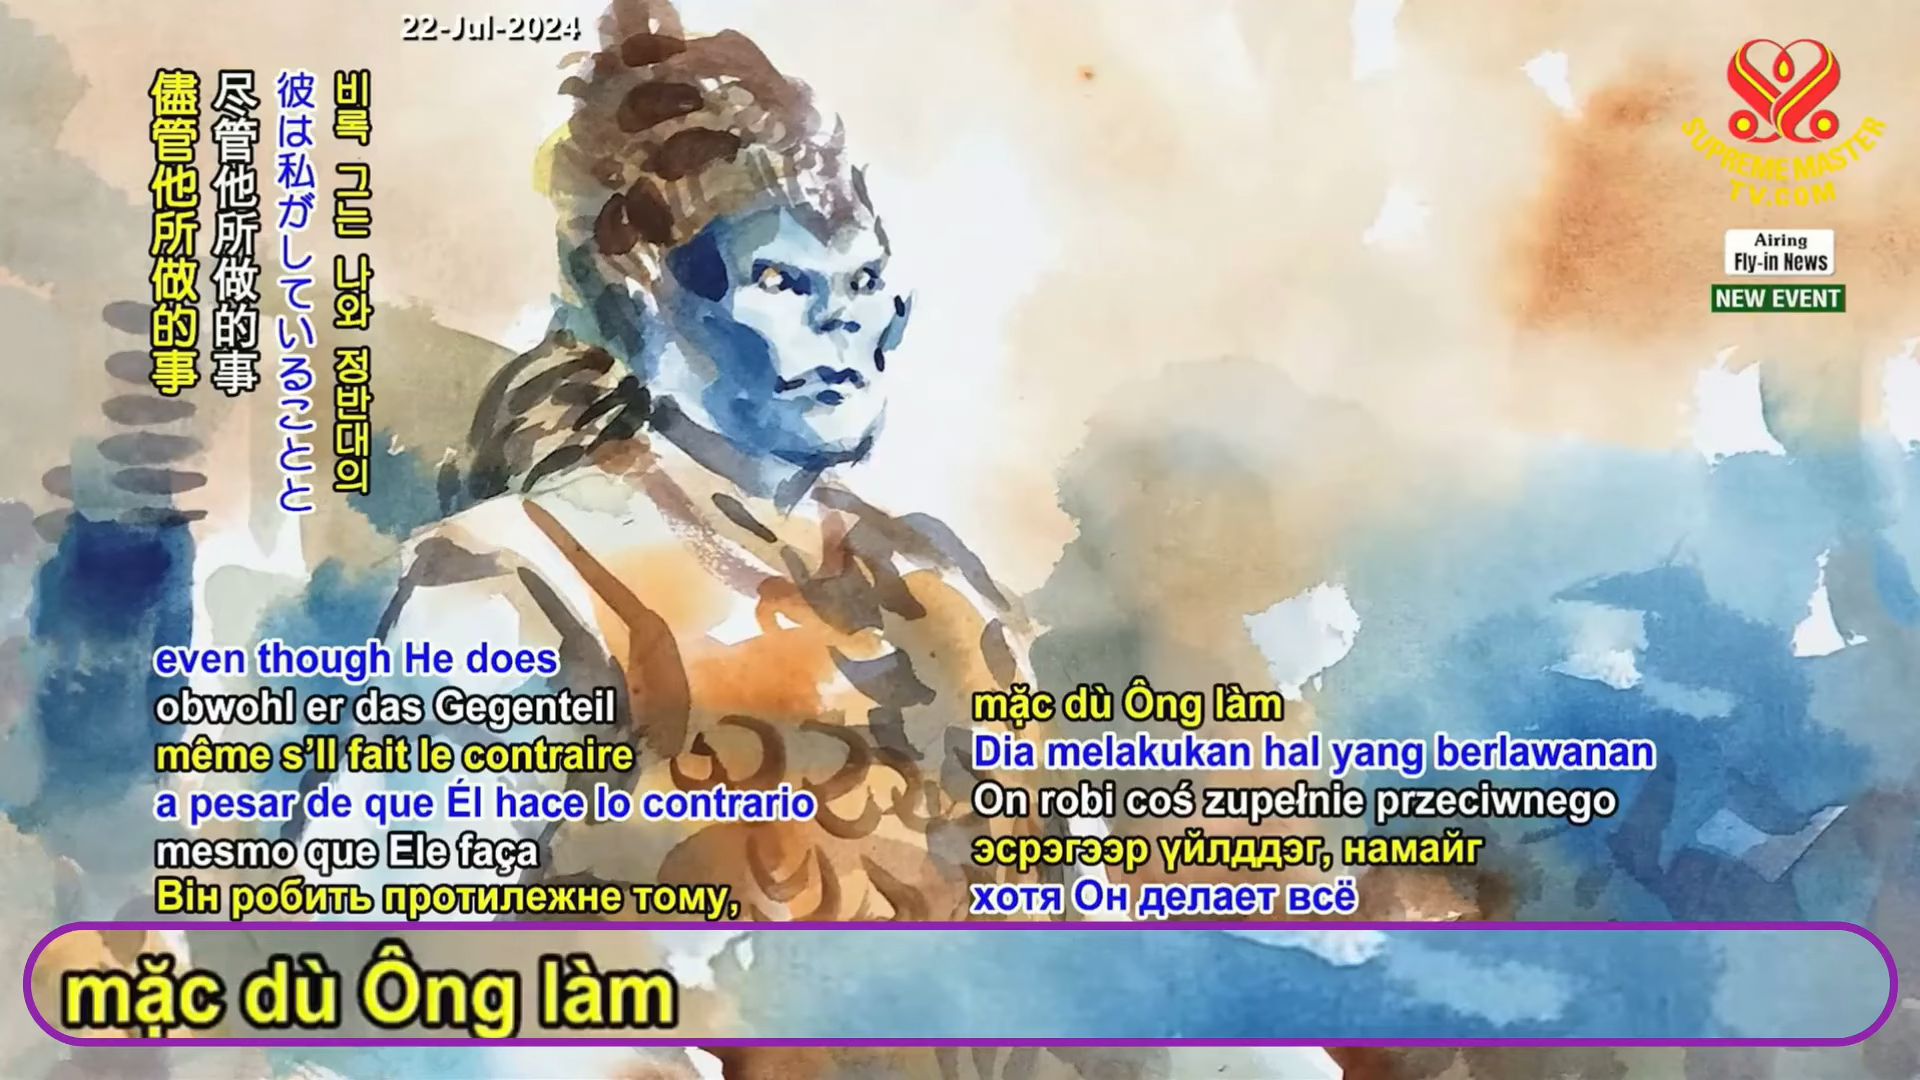 22-Jul-2024
儘管他所做的事
尽管他所做的事
彼は私がしていることと
비록 그는 나와 정반대의
SUPREME MASTER
TV.COM
Airing
Fly-in News
NEW EVENT
even though He does
obwohl er das Gegenteil
même s’Il fait le contraire
a pesar de que Él hace lo contrario
mesmo que Ele faça
Він робить протилежне тому,
mặc dù Ông làm
Dia melakukan hal yang berlawanan
On robi coś zupełnie przeciwnego
эсрэгээр үйлддэг, намайг
хотя Он делает всё
mặc dù Ông làm